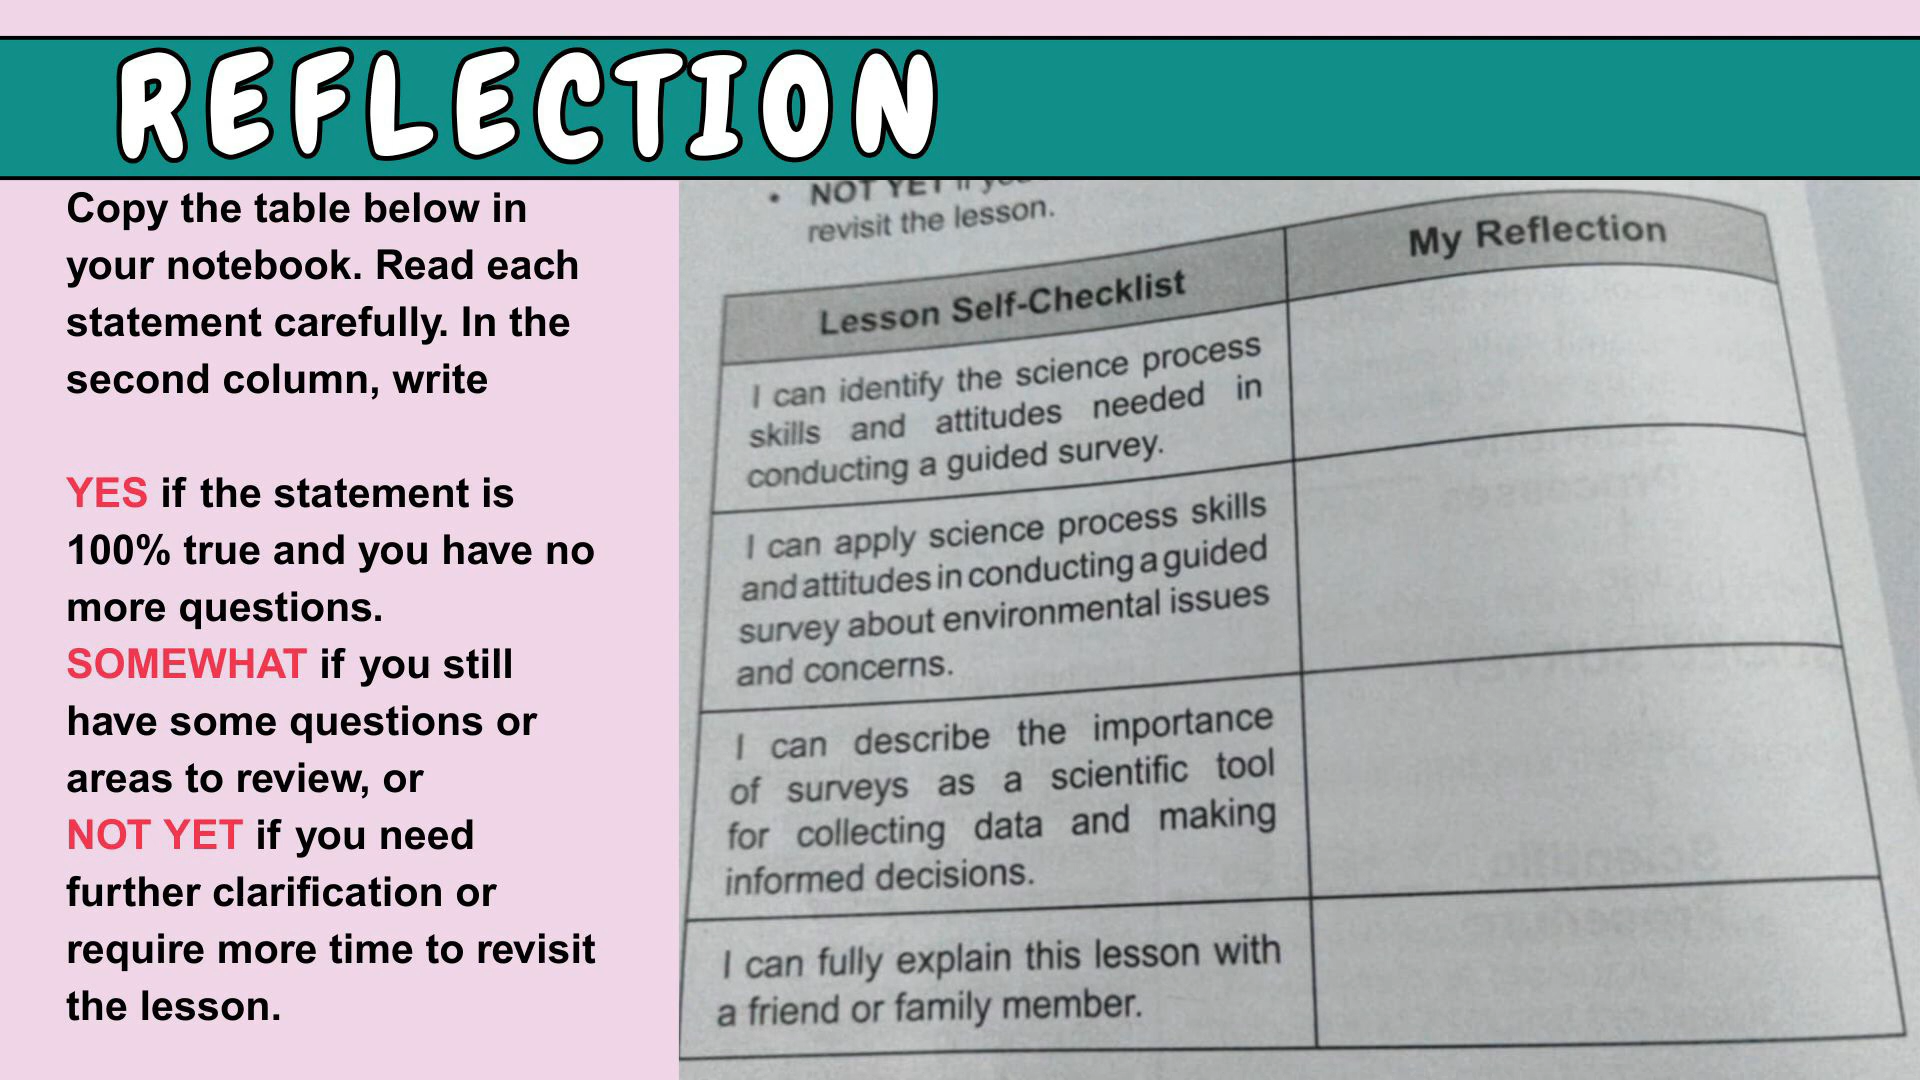 REFLECTION
Copy the table below in
your notebook. Read each
statement carefully. In the
second column, write
YES if the statement is
100% true and you have no
more questions.
SOMEWHAT if you still
have some questions or
areas to review, or
NOT YET if you need
further clarification or
require more time to revisit
the lesson.
• NOT YET if you
revisit the lesson.
Lesson Self-Checklist
My Reflection
I can identify the science process
skills and attitudes needed in
conducting a guided survey.
I can apply science process skills
and attitudes in conducting a guided
survey about environmental issues
and concerns.
I can describe the importance
of surveys as a scientific tool
for collecting data and making
informed decisions.
I can fully explain this lesson with
a friend or family member.